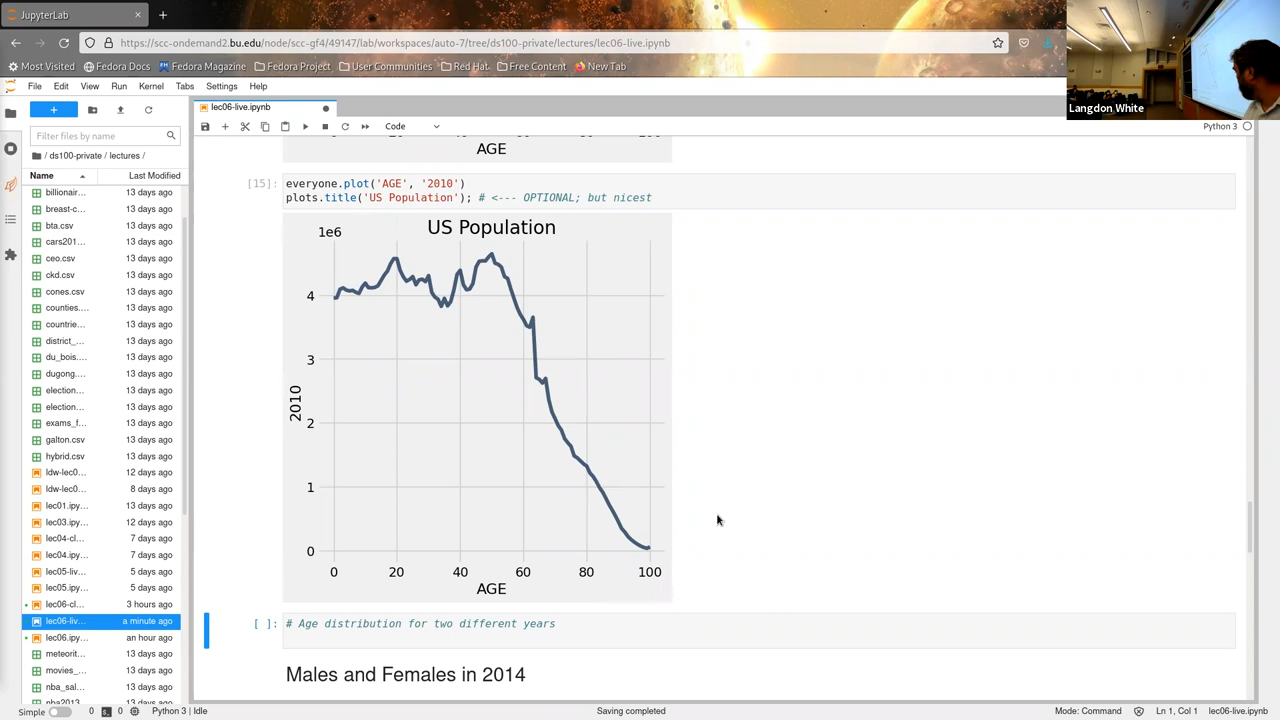 JupyterLab
https://scc-ondemand2.bu.edu/node/scc-gf4/49147/lab/workspaces/auto-7/tree/ds100-private/lectures/lec06-live.ipynb
Most Visited Fedora Docs Fedora Magazine Fedora Project User Communities Red Hat Free Content New Tab
Langdon White
File Edit View Run Kernel Tabs Settings Help
lec06-live.ipynb
Code
Python 3
Filter files by name
/ ds100-private / lectures /
Name Last Modified
billionair... 13 days ago
breast-c... 13 days ago
bta.csv 13 days ago
cars201... 13 days ago
ceo.csv 13 days ago
ckd.csv 13 days ago
cones.csv 13 days ago
counties.... 13 days ago
countrie... 13 days ago
district_... 13 days ago
du_bois.... 13 days ago
dugong.... 13 days ago
election... 13 days ago
election... 13 days ago
exams_f... 13 days ago
galton.csv 13 days ago
hybrid.csv 13 days ago
ldw-lec0... 12 days ago
ldw-lec0... 8 days ago
lec01.ipy... 13 days ago
lec03.ipy... 12 days ago
lec04-cl... 7 days ago
lec04.ipy... 7 days ago
lec05-liv... 5 days ago
lec05.ipy... 5 days ago
lec06-cl... 3 hours ago
lec06-liv... a minute ago
lec06.ipy... an hour ago
meteorit... 13 days ago
movies_... 13 days ago
nba_sal... 13 days ago
nba2013... 13 days ago
AGE
[15]: everyone.plot('AGE', '2010')
plots.title('US Population'); # <--- OPTIONAL; but nicest
US Population
1e6
4
3
2
1
0
2010
0 20 40 60 80 100
AGE
[ ]: # Age distribution for two different years
Males and Females in 2014
Simple 0 0 Python 3 | Idle Saving completed Mode: Command Ln 1, Col 1 lec06-live.ipynb